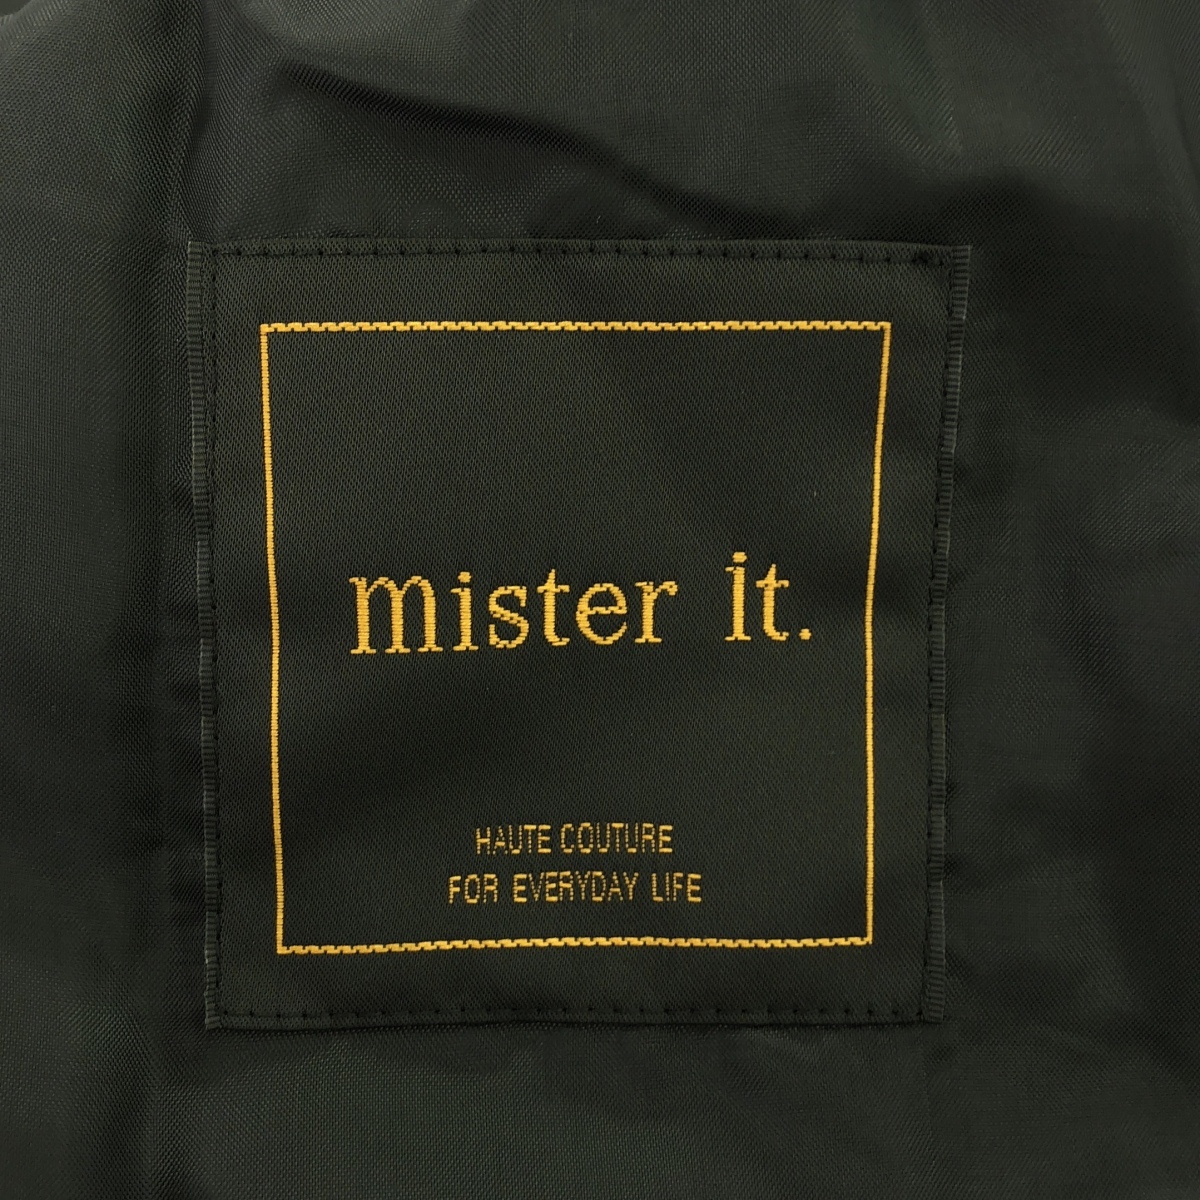 mister it.
HAUTE COUTURE
FOR EVERYDAY LIFE